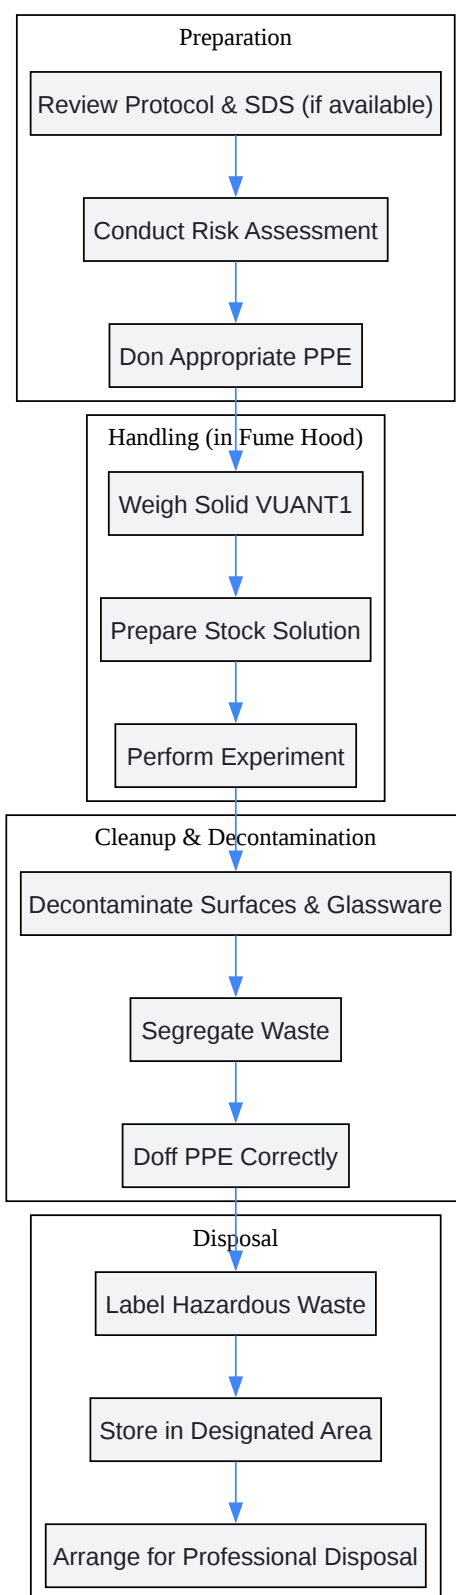 Preparation
Review Protocol & SDS (if available)
Conduct Risk Assessment
Don Appropriate PPE
Handling (in Fume Hood)
Weigh Solid VUANT1
Prepare Stock Solution
Perform Experiment
Cleanup & Decontamination
Decontaminate Surfaces & Glassware
Segregate Waste
Doff PPE Correctly
Disposal
Label Hazardous Waste
Store in Designated Area
Arrange for Professional Disposal